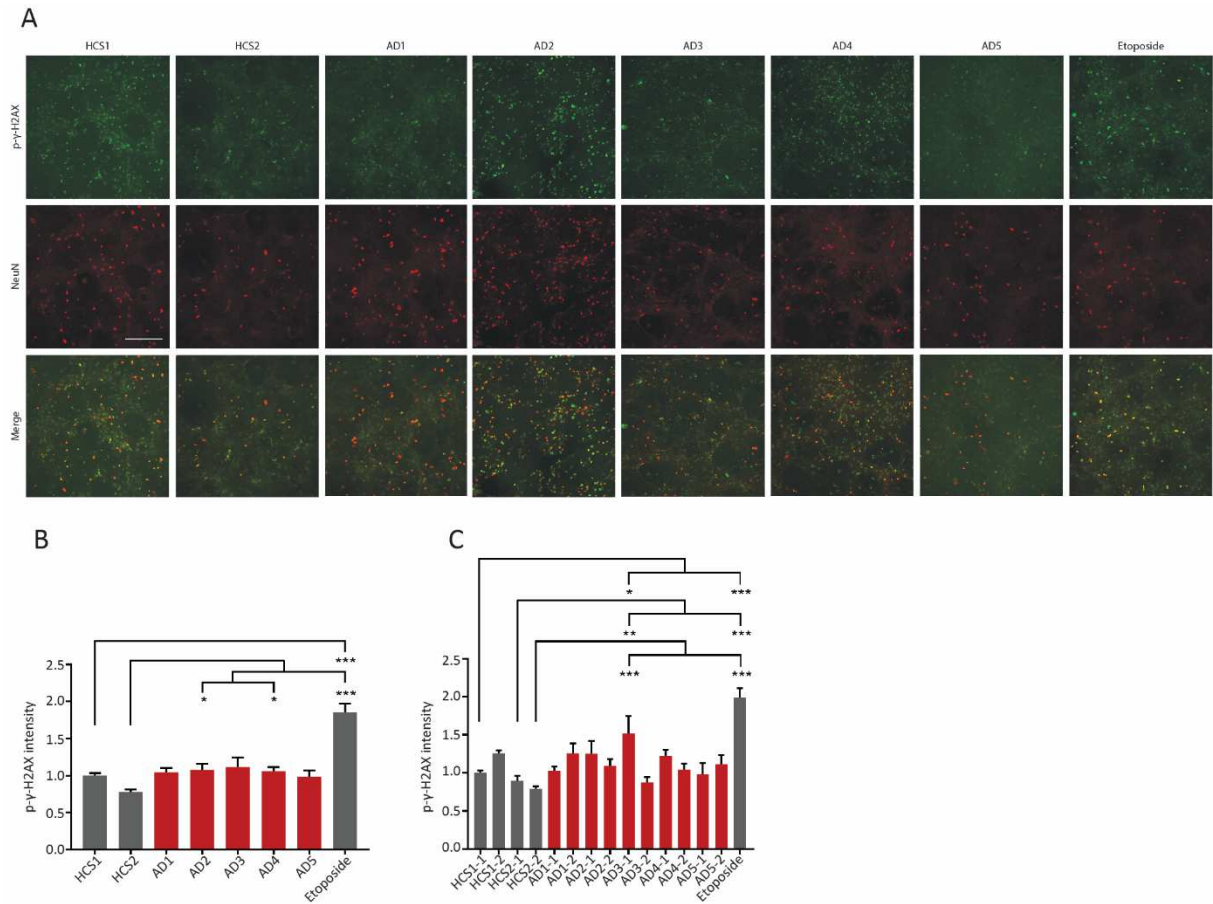 A
HCS1 HCS2 AD1 AD2 AD3 AD4 AD5 Etoposide
p-γ-H2AX
NeuN
Merge
B
***
***
* *
2.5
2.0
1.5
1.0
0.5
0.0
p-γ-H2AX intensity
HCS1 HCS2 AD1 AD2 AD3 AD4 AD5 Etoposide
C
* ***
** ***
*** ***
2.5
2.0
1.5
1.0
0.5
0.0
p-γ-H2AX intensity
HCS1-1 HCS1-2 HCS2-1 HCS2-2 AD1-1 AD1-2 AD2-1 AD2-2 AD3-1 AD3-2 AD4-1 AD4-2 AD5-1 AD5-2 Etoposide